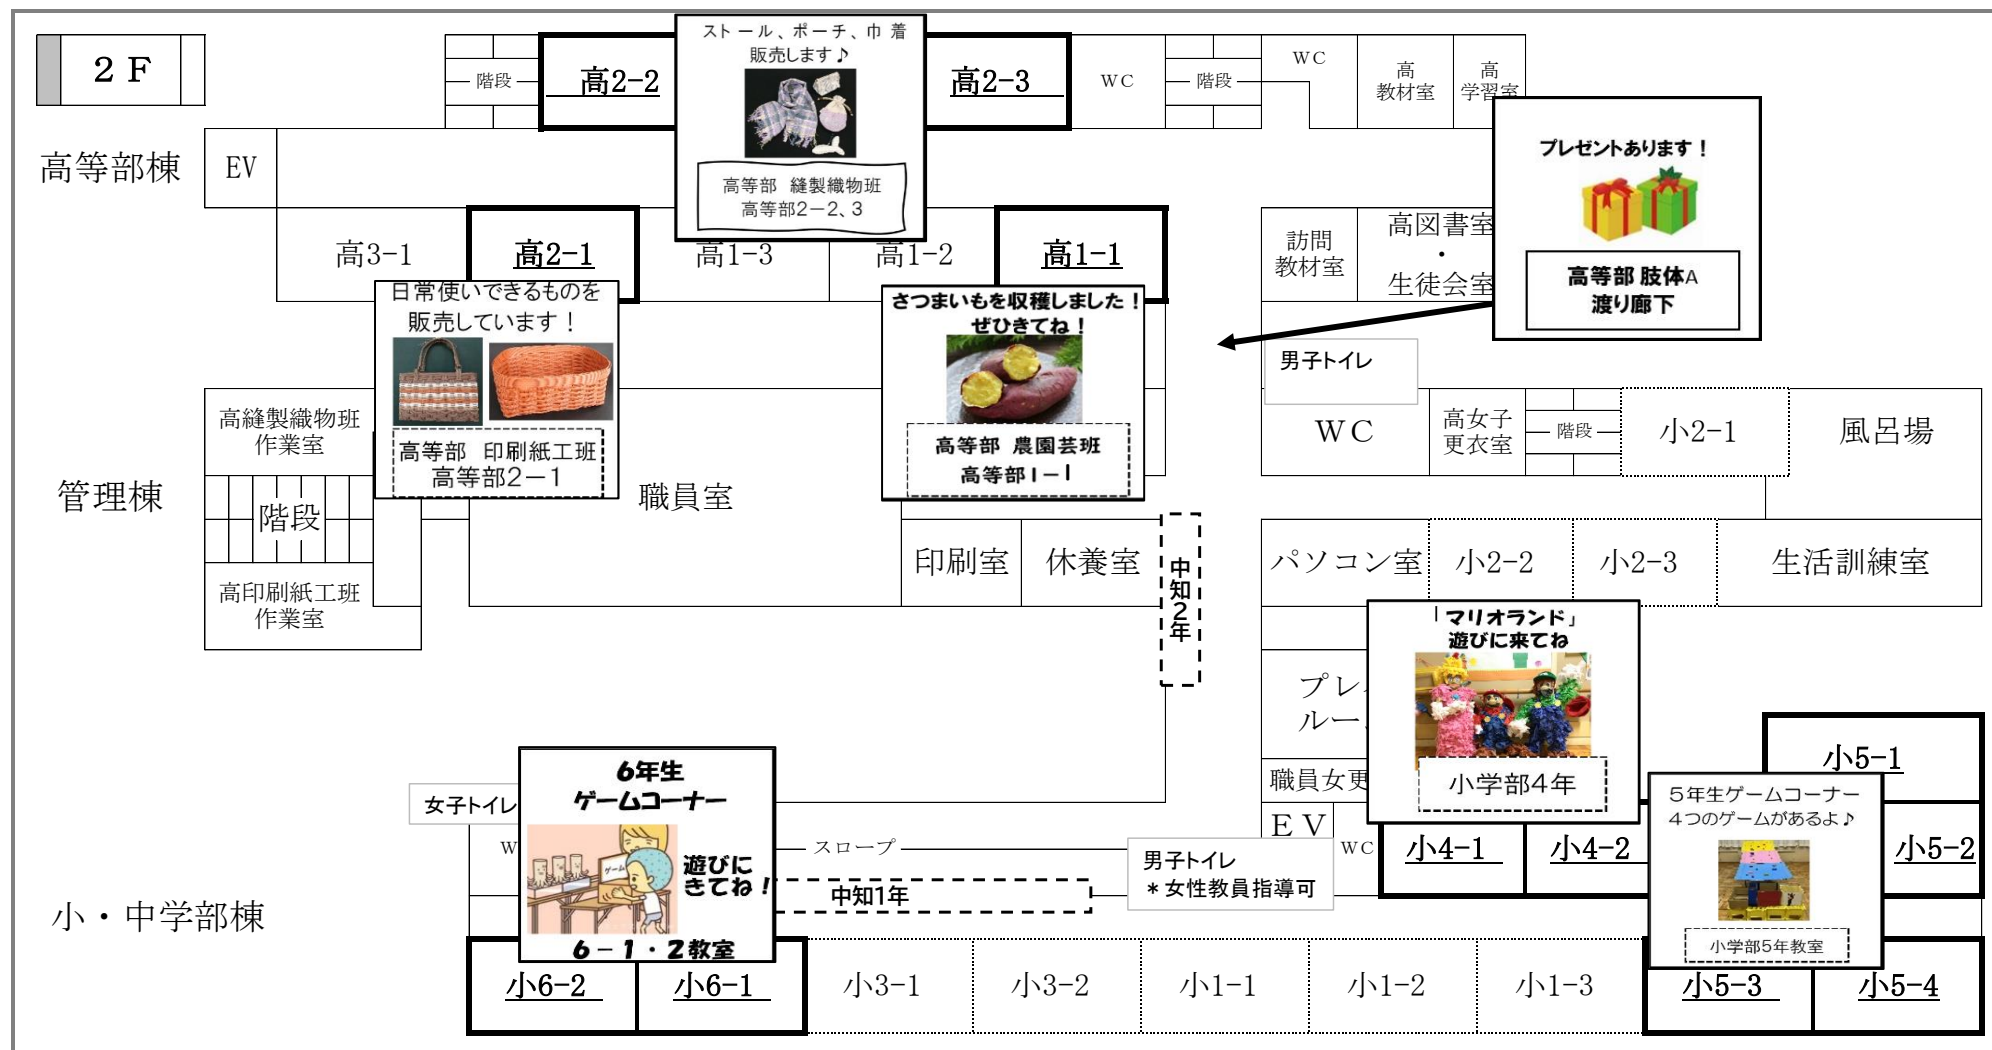 ２Ｆ
階段
高2-2
ストール、ポーチ、巾着
販売します♪
高等部 縫製織物班
高等部2－2、3
高2-3
WC
階段
WC
高
教材室
高
学習室
プレゼントあります！
高等部 肢体A
渡り廊下
高等部棟
EV
高3-1
高2-1
高1-3
高1-2
高1-1
訪問
教材室
高図書室
・
生徒会室
日常使いできるものを
販売しています！
高等部 印刷紙工班
高等部2－1
さつまいもを収穫しました！
ぜひきてね！
高等部 農園芸班
高等部1－1
男子トイレ
ＷＣ
高女子
更衣室
階段
小2-1
風呂場
管理棟
高縫製織物班
作業室
階段
高印刷紙工班
作業室
職員室
印刷室
休養室
中知２年
パソコン室
小2-2
小2-3
生活訓練室
「マリオランド」
遊びに来てね
小学部4年
プレ
ルー
職員女更
ＥＶ
WC
小4-1
小4-2
小5-1
小5-2
5年生ゲームコーナー
4つのゲームがあるよ♪
小学部5年教室
女子トイレ
W
6年生
ゲームコーナー
ゲーム
遊びに
きてね！
6－1・2教室
スロープ
中知1年
男子トイレ
＊女性教員指導可
小・中学部棟
小6-2
小6-1
小3-1
小3-2
小1-1
小1-2
小1-3
小5-3
小5-4